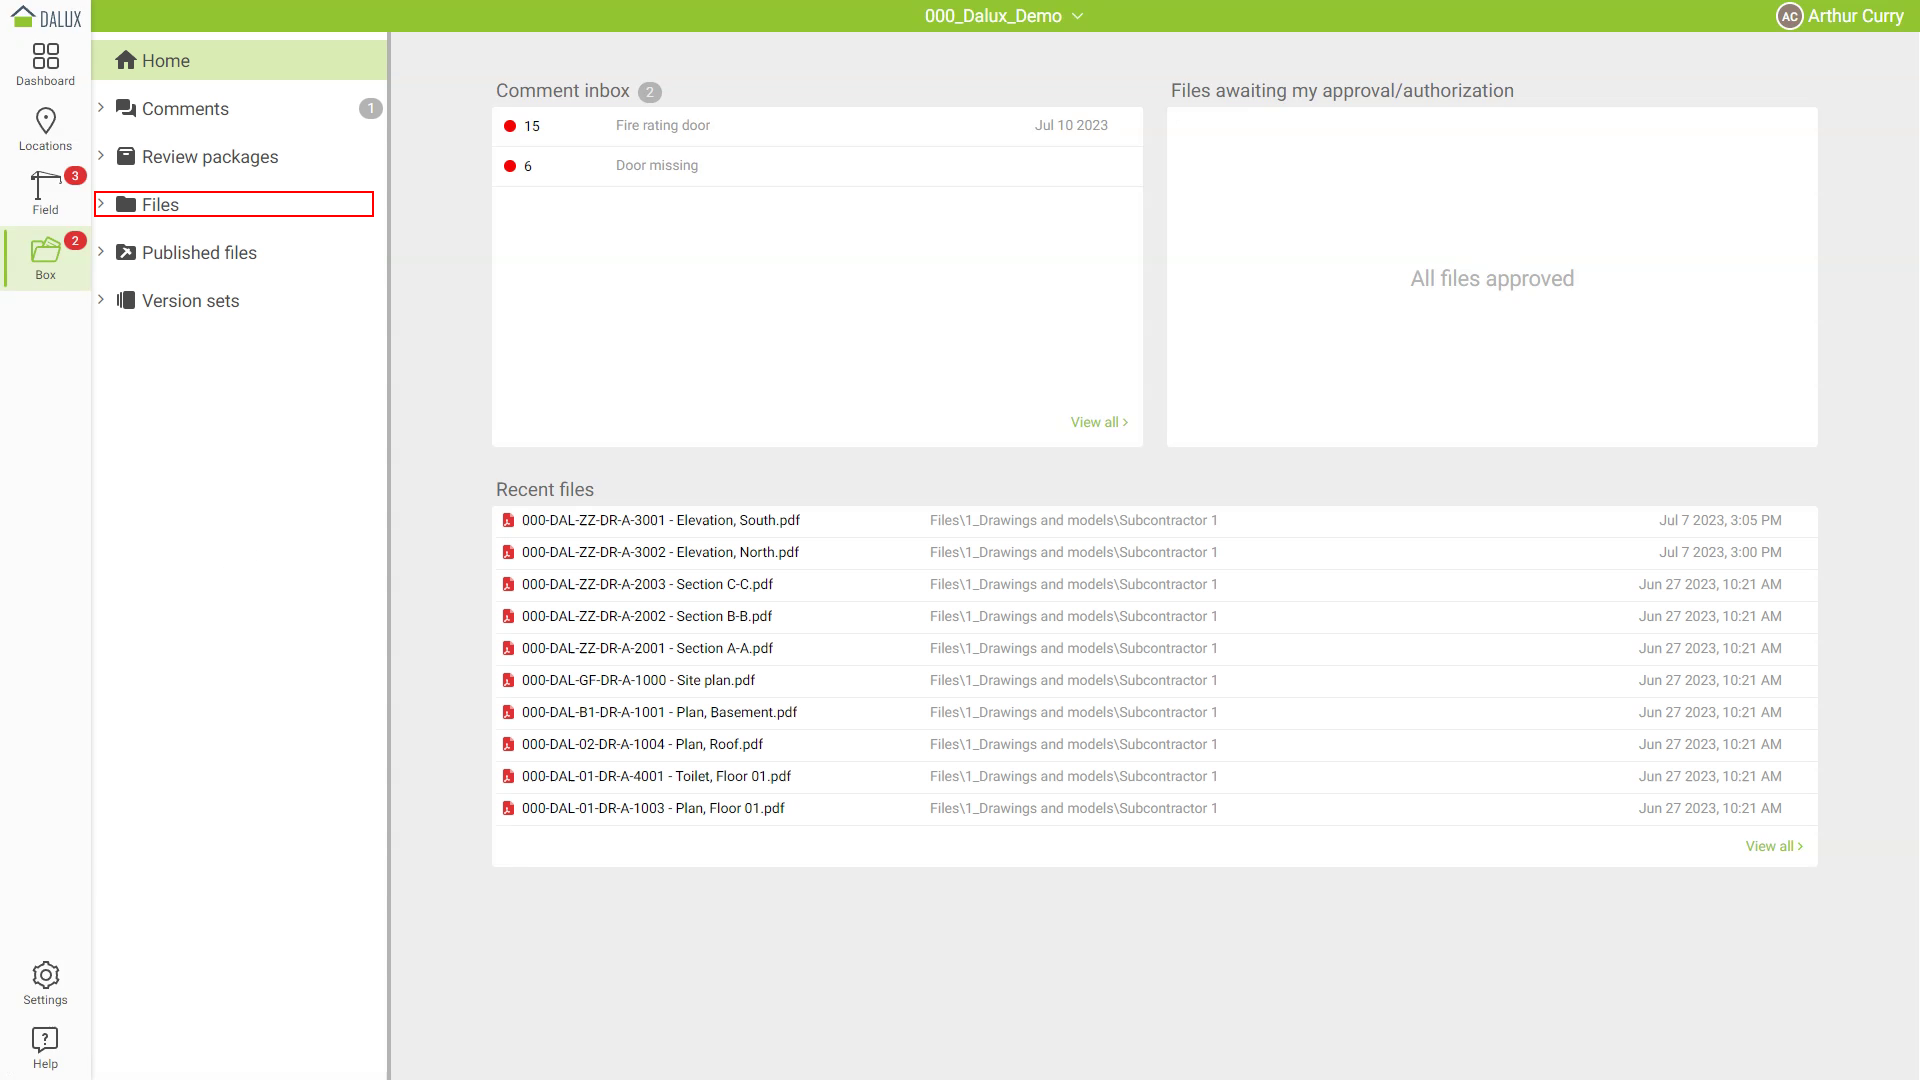 DALUX
000_Dalux_Demo
AC Arthur Curry
Dashboard
Locations
3
Field
2
Box
Settings
?
Help
Home
Comments 1
Review packages
Files
Published files
Version sets
Comment inbox 2
15 Fire rating door Jul 10 2023
6 Door missing
View all >
Files awaiting my approval/authorization
All files approved
Recent files
000-DAL-ZZ-DR-A-3001 - Elevation, South.pdf Files\1_Drawings and models\Subcontractor 1 Jul 7 2023, 3:05 PM
000-DAL-ZZ-DR-A-3002 - Elevation, North.pdf Files\1_Drawings and models\Subcontractor 1 Jul 7 2023, 3:00 PM
000-DAL-ZZ-DR-A-2003 - Section C-C.pdf Files\1_Drawings and models\Subcontractor 1 Jun 27 2023, 10:21 AM
000-DAL-ZZ-DR-A-2002 - Section B-B.pdf Files\1_Drawings and models\Subcontractor 1 Jun 27 2023, 10:21 AM
000-DAL-ZZ-DR-A-2001 - Section A-A.pdf Files\1_Drawings and models\Subcontractor 1 Jun 27 2023, 10:21 AM
000-DAL-GF-DR-A-1000 - Site plan.pdf Files\1_Drawings and models\Subcontractor 1 Jun 27 2023, 10:21 AM
000-DAL-B1-DR-A-1001 - Plan, Basement.pdf Files\1_Drawings and models\Subcontractor 1 Jun 27 2023, 10:21 AM
000-DAL-02-DR-A-1004 - Plan, Roof.pdf Files\1_Drawings and models\Subcontractor 1 Jun 27 2023, 10:21 AM
000-DAL-01-DR-A-4001 - Toilet, Floor 01.pdf Files\1_Drawings and models\Subcontractor 1 Jun 27 2023, 10:21 AM
000-DAL-01-DR-A-1003 - Plan, Floor 01.pdf Files\1_Drawings and models\Subcontractor 1 Jun 27 2023, 10:21 AM
View all >